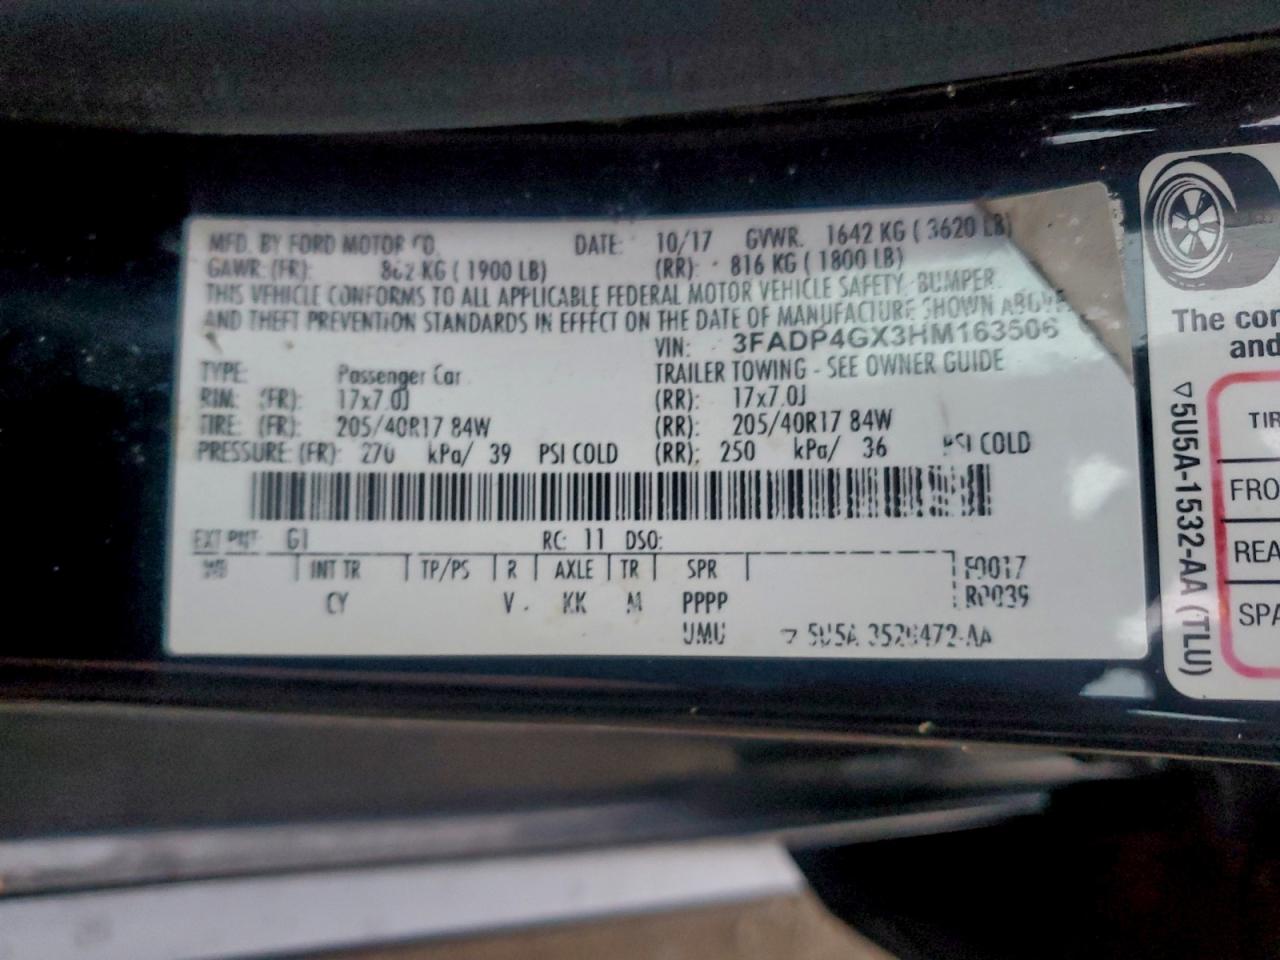 MFD. BY FORD MOTOR CO. DATE: 10/17 GVWR: 1642 KG ( 3620 LB)
GAWR: (FR): 862 KG ( 1900 LB) (RR): 816 KG ( 1800 LB)
THIS VEHICLE CONFORMS TO ALL APPLICABLE FEDERAL MOTOR VEHICLE SAFETY, BUMPER,
AND THEFT PREVENTION STANDARDS IN EFFECT ON THE DATE OF MANUFACTURE SHOWN ABOVE
VIN: 3FADP4GX3HM163506
TYPE: Passenger Car TRAILER TOWING - SEE OWNER GUIDE
RIM: (FR): 17x7.0J (RR): 17x7.0J
TIRE: (FR): 205/40R17 84W (RR): 205/40R17 84W
PRESSURE: (FR): 270 kPa/ 39 PSI COLD (RR): 250 kPa/ 36 PSI COLD
EXT PNT: G1 RC: 11 DSO:
WB INT TR TP/PS R AXLE TR SPR F0017
CY V KK M PPPP R0039
UMU ▽ 5U5A 3520472-AA
The con
and
▽5U5A-1532-AA (TLU)
TIR
FRO
REA
SPA